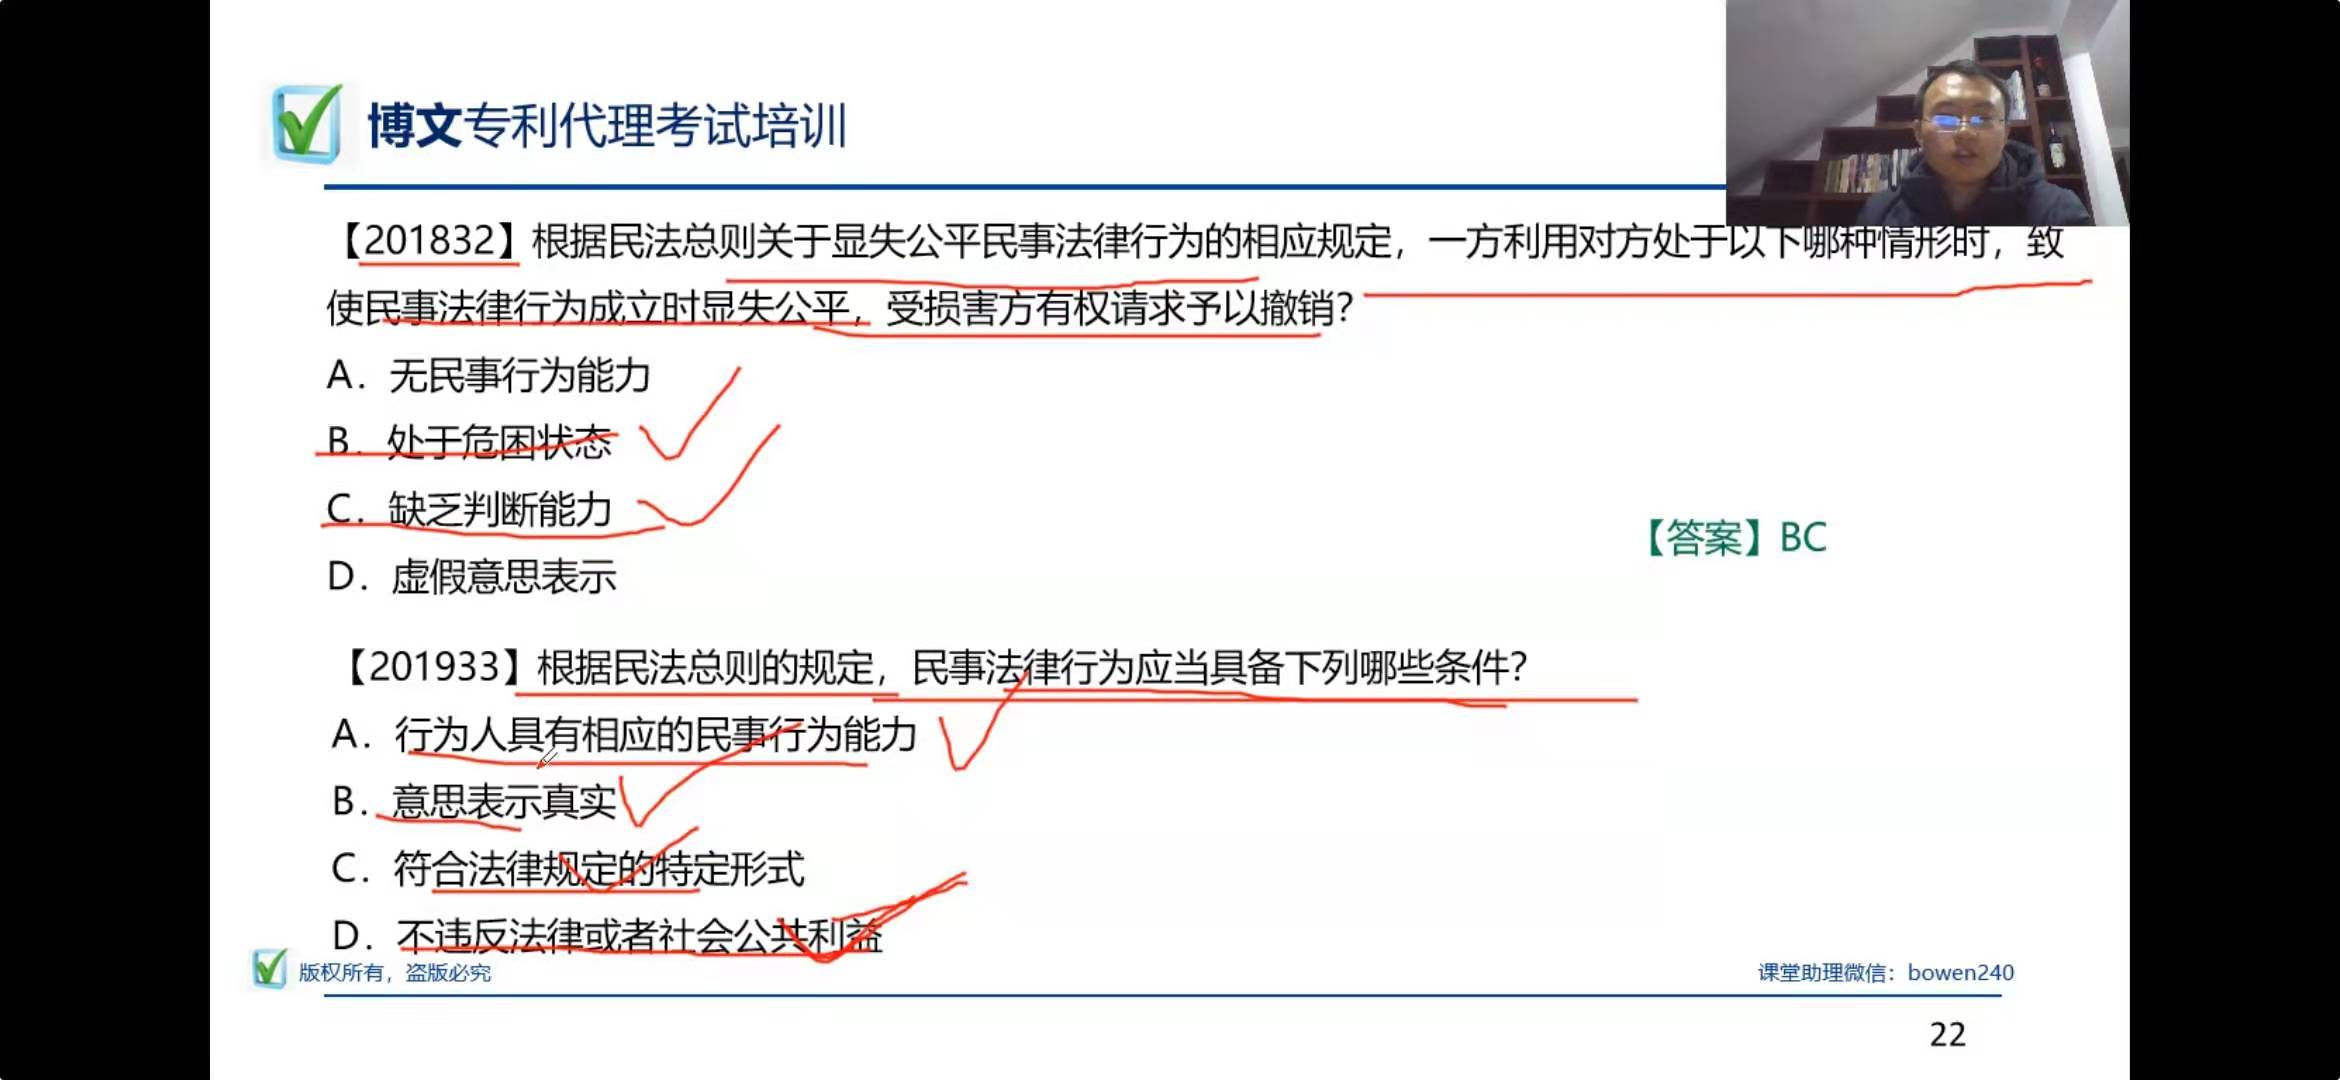 博文专利代理考试培训
【201832】根据民法总则关于显失公平民事法律行为的相应规定，一方利用对方处于以下哪种情形时，致
使民事法律行为成立时显失公平，受损害方有权请求予以撤销？
A．无民事行为能力
B．处于危困状态
C．缺乏判断能力
【答案】BC
D．虚假意思表示
【201933】根据民法总则的规定，民事法律行为应当具备下列哪些条件？
A．行为人具有相应的民事行为能力
B．意思表示真实
C．符合法律规定的特定形式
D．不违反法律或者社会公共利益
版权所有，盗版必究
课堂助理微信：bowen240
22